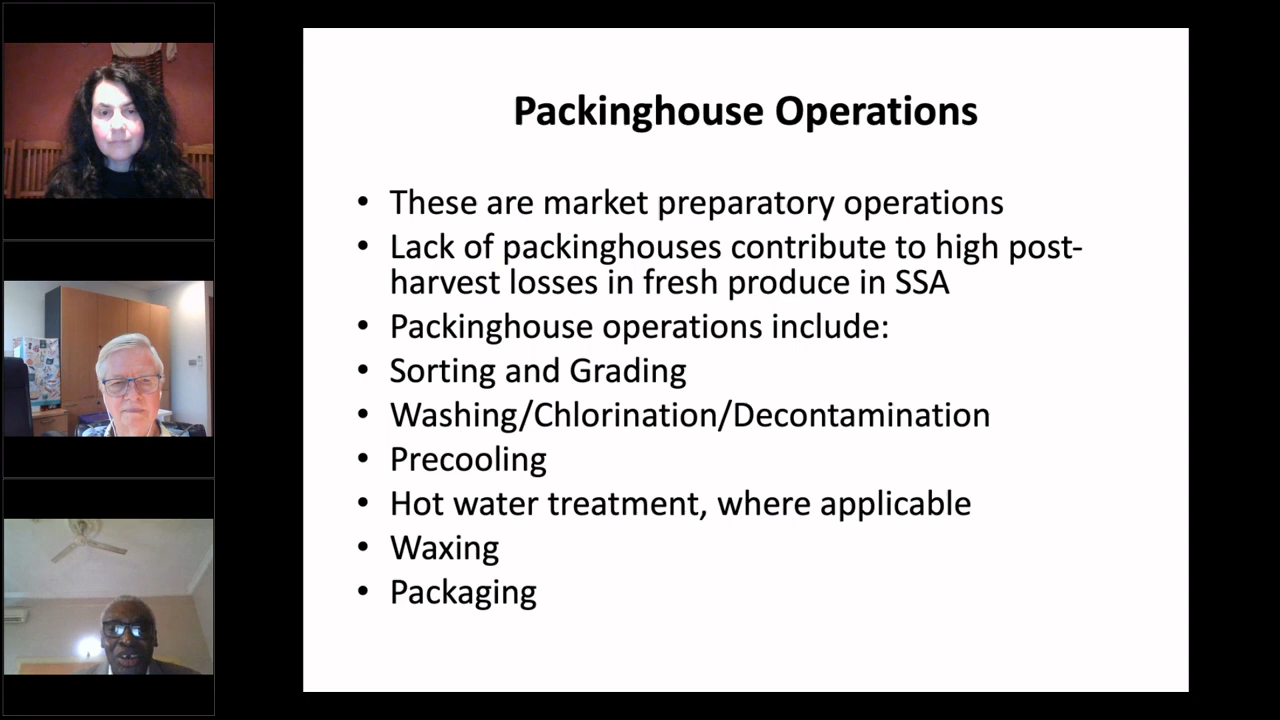 Packinghouse Operations
• These are market preparatory operations
• Lack of packinghouses contribute to high post-
harvest losses in fresh produce in SSA
• Packinghouse operations include:
• Sorting and Grading
• Washing/Chlorination/Decontamination
• Precooling
• Hot water treatment, where applicable
• Waxing
• Packaging